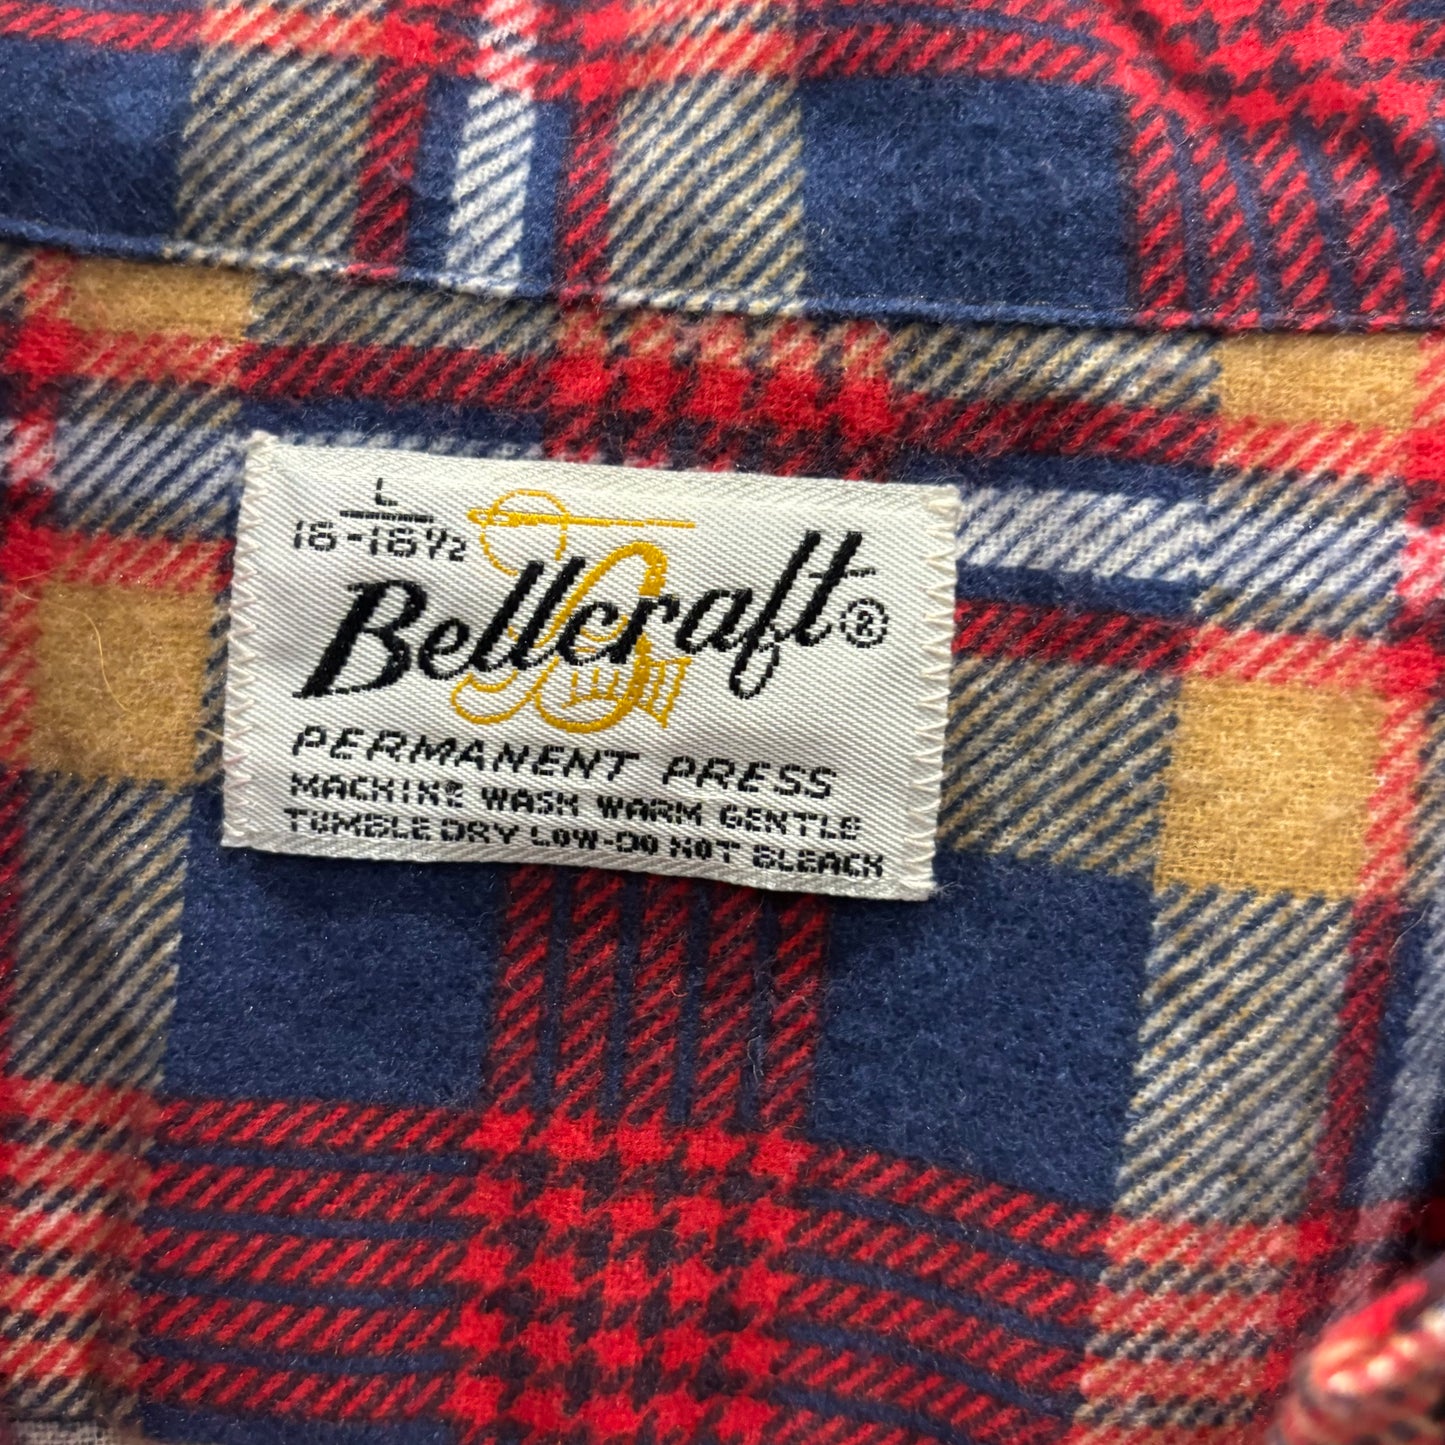 L
16-16½
Bellcraft®
PERMANENT PRESS
MACHINE WASH WARM GENTLE
TUMBLE DRY LOW-DO NOT BLEACH